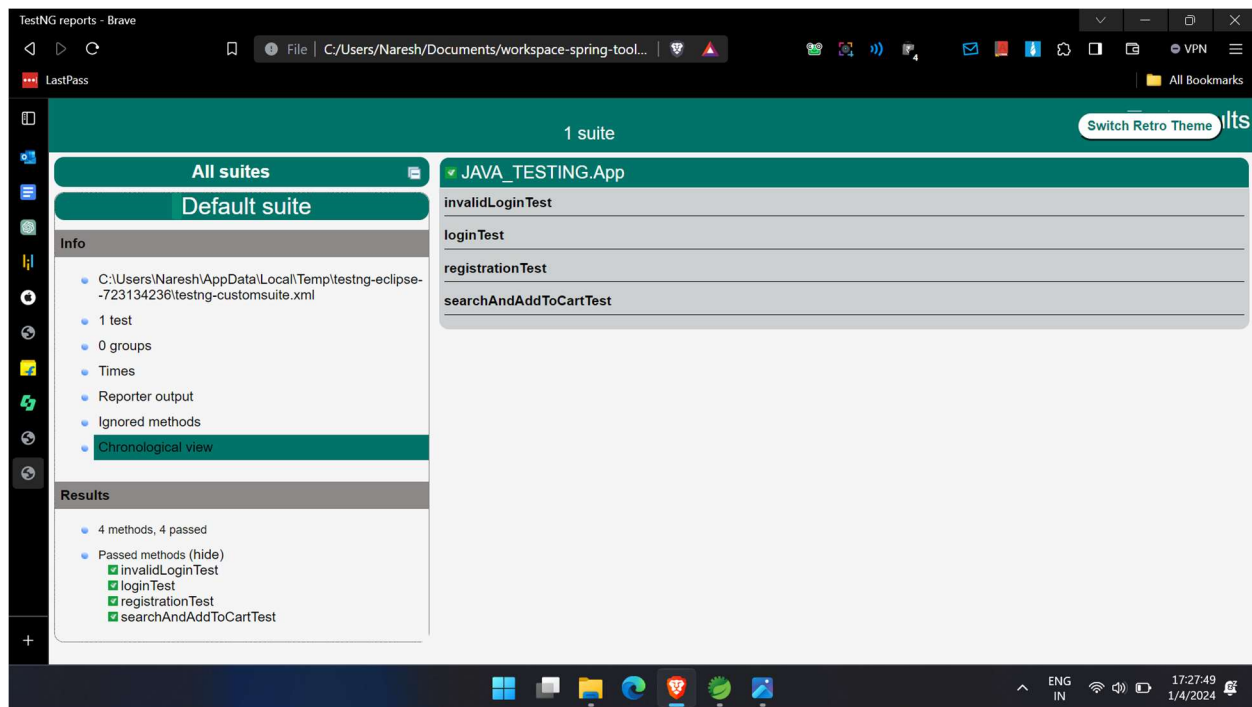 TestNG reports - Brave
File | C:/Users/Naresh/Documents/workspace-spring-tool...
4
VPN
LastPass
All Bookmarks
1 suite
Switch Retro Theme
lts
All suites
Default suite
Info
C:\Users\Naresh\AppData\Local\Temp\testng-eclipse-
-723134236\testng-customsuite.xml
1 test
0 groups
Times
Reporter output
Ignored methods
Chronological view
Results
4 methods, 4 passed
Passed methods (hide)
invalidLoginTest
loginTest
registrationTest
searchAndAddToCartTest
JAVA_TESTING.App
invalidLoginTest
loginTest
registrationTest
searchAndAddToCartTest
ENG
IN
17:27:49
1/4/2024